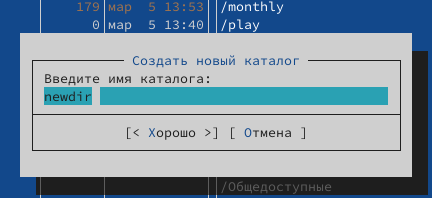 179 мар 5 13:53 /monthly
0 мар 5 13:40 /play
Создать новый каталог
Введите имя каталога:
newdir
[< Хорошо >] [ Отмена ]
/Общедоступные